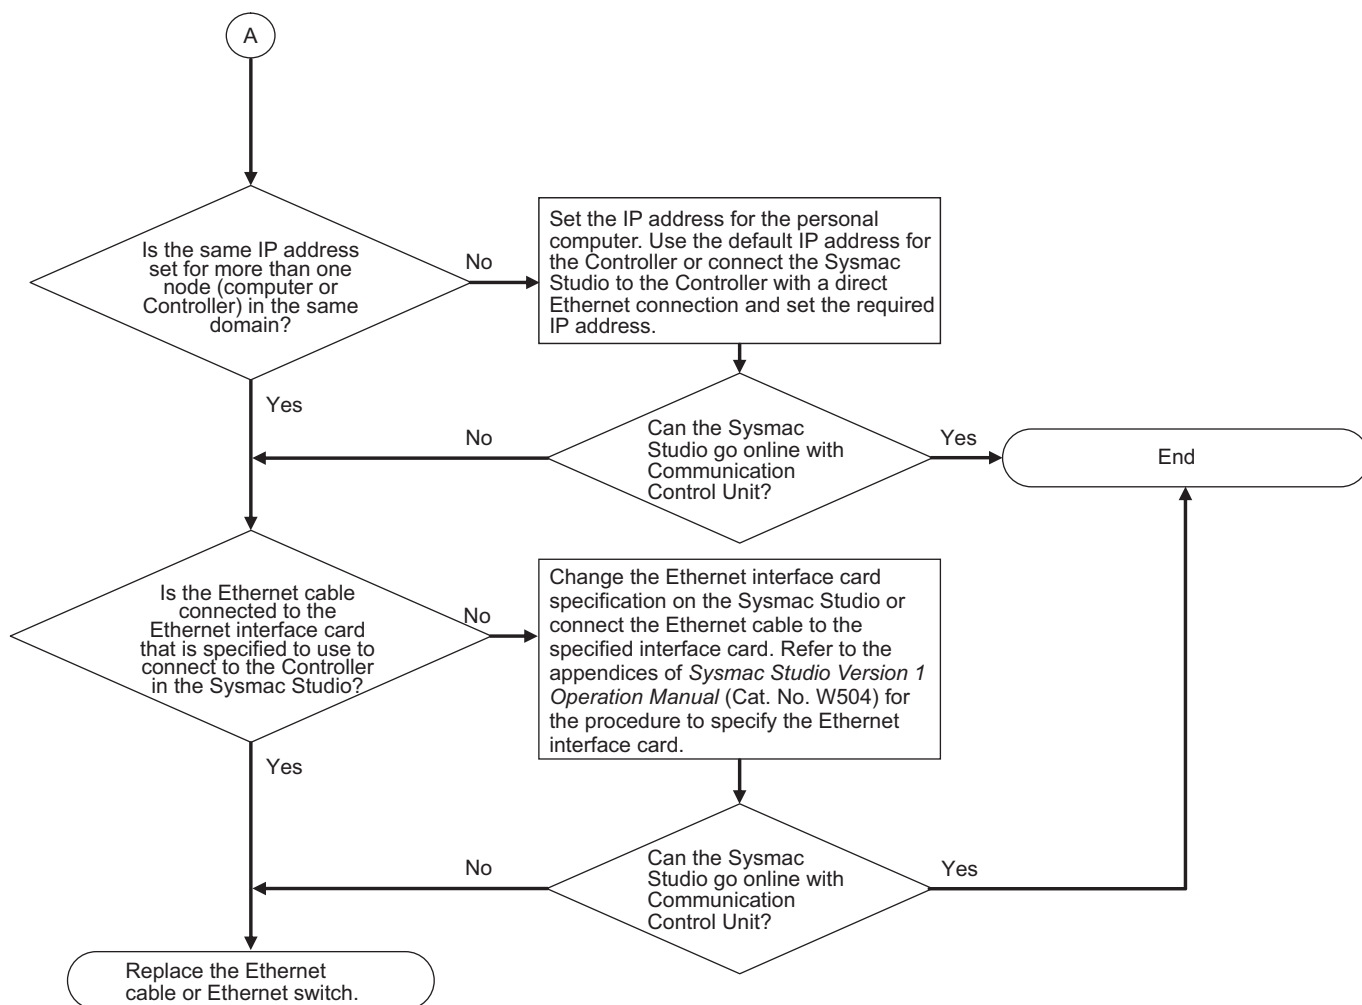 A
Is the same IP address
set for more than one
node (computer or
Controller) in the same
domain?
No
Set the IP address for the personal
computer. Use the default IP address for
the Controller or connect the Sysmac
Studio to the Controller with a direct
Ethernet connection and set the required
IP address.
Yes
No
Can the Sysmac
Studio go online with
Communication
Control Unit?
Yes
End
Is the Ethernet cable
connected to the
Ethernet interface card
that is specified to use to
connect to the Controller
in the Sysmac Studio?
No
Change the Ethernet interface card
specification on the Sysmac Studio or
connect the Ethernet cable to the
specified interface card. Refer to the
appendices of Sysmac Studio Version 1
Operation Manual (Cat. No. W504) for
the procedure to specify the Ethernet
interface card.
Yes
No
Can the Sysmac
Studio go online with
Communication
Control Unit?
Yes
Replace the Ethernet
cable or Ethernet switch.